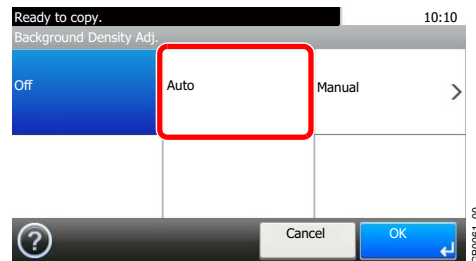 Ready to copy. 10:10
Background Density Adj.
Off Auto Manual >
? Cancel OK